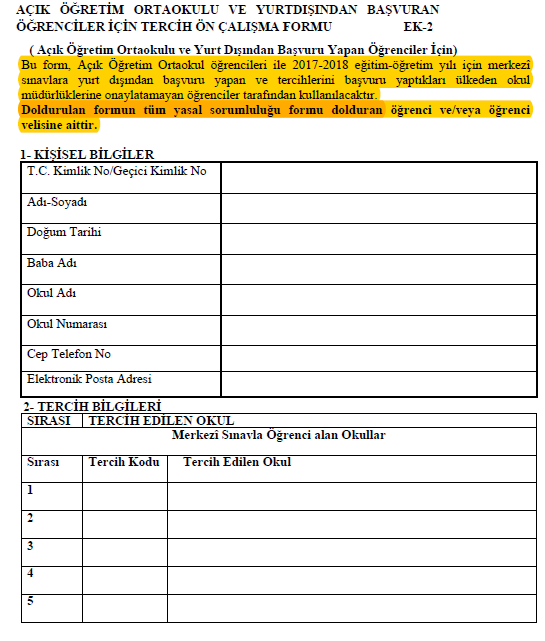 AÇIK ÖĞRETİM ORTAOKULU VE YURTDIŞINDAN BAŞVURAN
ÖĞRENCİLER İÇİN TERCİH ÖN ÇALIŞMA FORMU EK-2
( Açık Öğretim Ortaokulu ve Yurt Dışından Başvuru Yapan Öğrenciler İçin)
Bu form, Açık Öğretim Ortaokul öğrencileri ile 2017-2018 eğitim-öğretim yılı için merkezî
sınavlara yurt dışından başvuru yapan ve tercihlerini başvuru yaptıkları ülkeden okul
müdürlüklerine onaylatamayan öğrenciler tarafından kullanılacaktır.
Doldurulan formun tüm yasal sorumluluğu formu dolduran öğrenci ve/veya öğrenci
velisine aittir.
1- KİŞİSEL BİLGİLER
T.C. Kimlik No/Geçici Kimlik No
Adı-Soyadı
Doğum Tarihi
Baba Adı
Okul Adı
Okul Numarası
Cep Telefon No
Elektronik Posta Adresi
2- TERCİH BİLGİLERİ
SIRASI TERCİH EDİLEN OKUL
Merkezî Sınavla Öğrenci alan Okullar
Sırası Tercih Kodu Tercih Edilen Okul
1
2
3
4
5